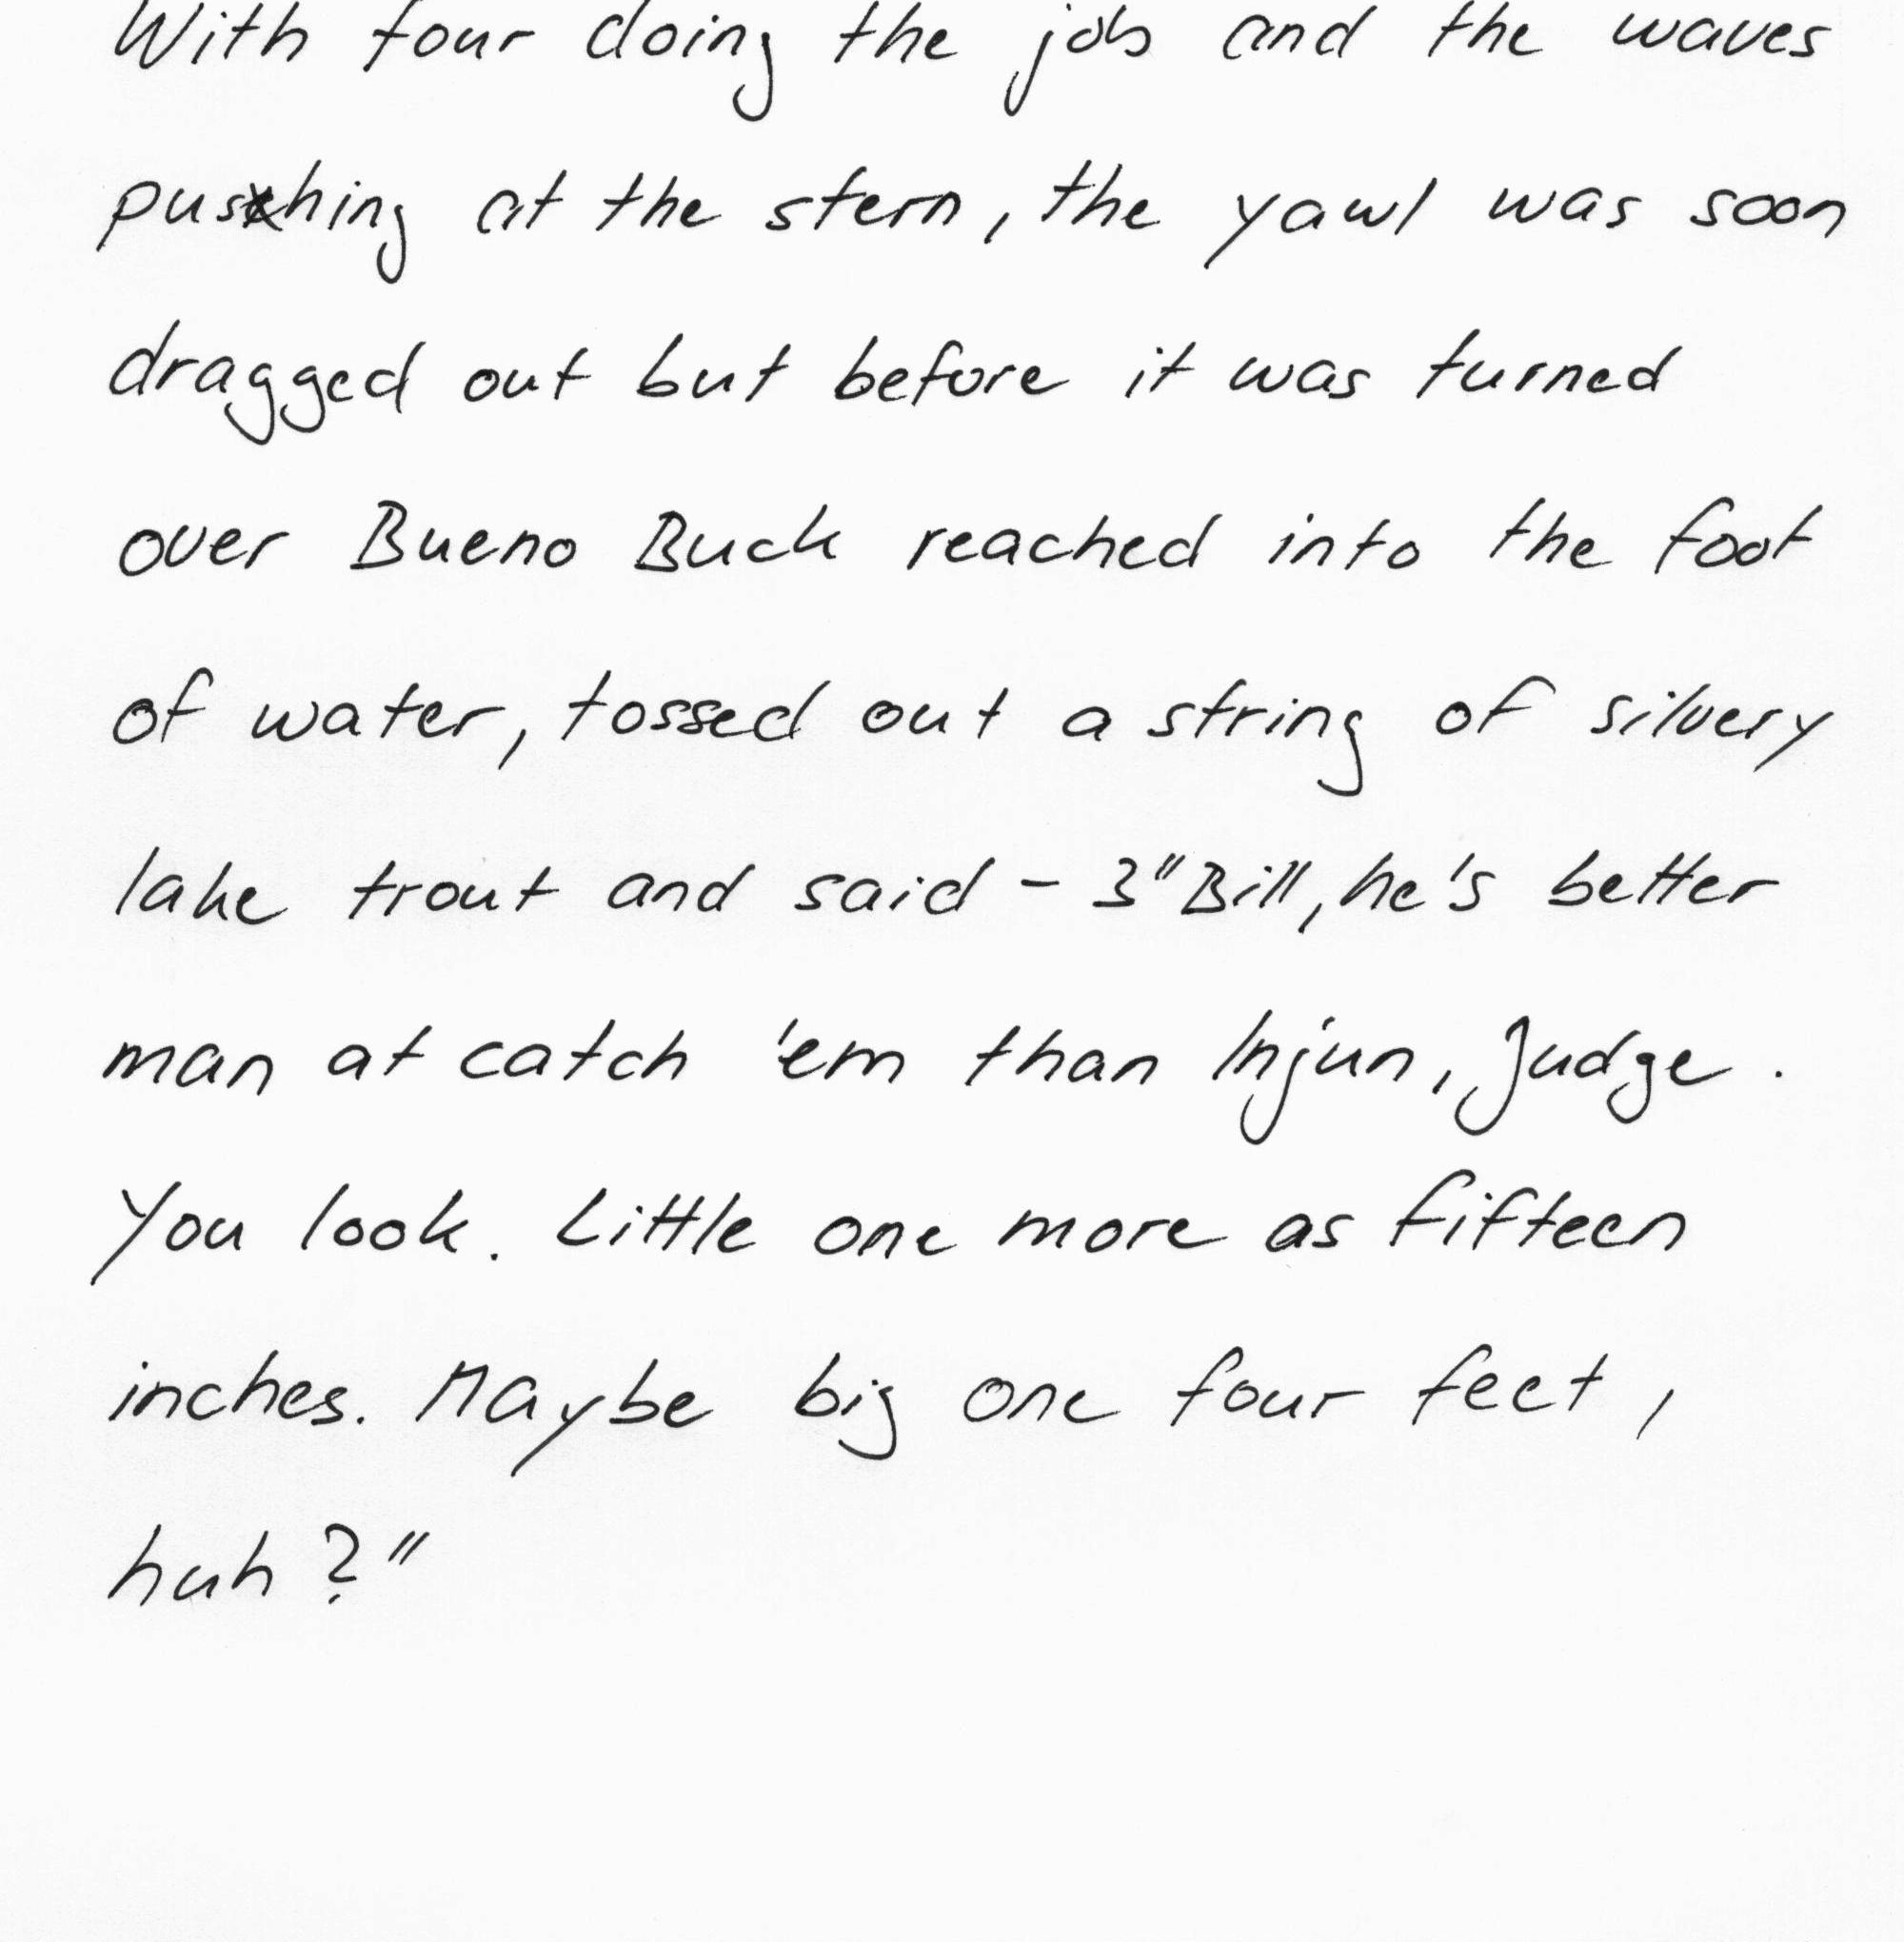 With four doing the job and the waves
pushing at the stern, the yawl was soon
dragged out but before it was turned
over Bueno Buck reached into the foot
of water, tossed out a string of silvery
lake trout and said - 3"Bill, he's better
man at catch 'em than Injun, Judge.
You look. Little one more as fifteen
inches. Maybe big one four feet,
huh?"